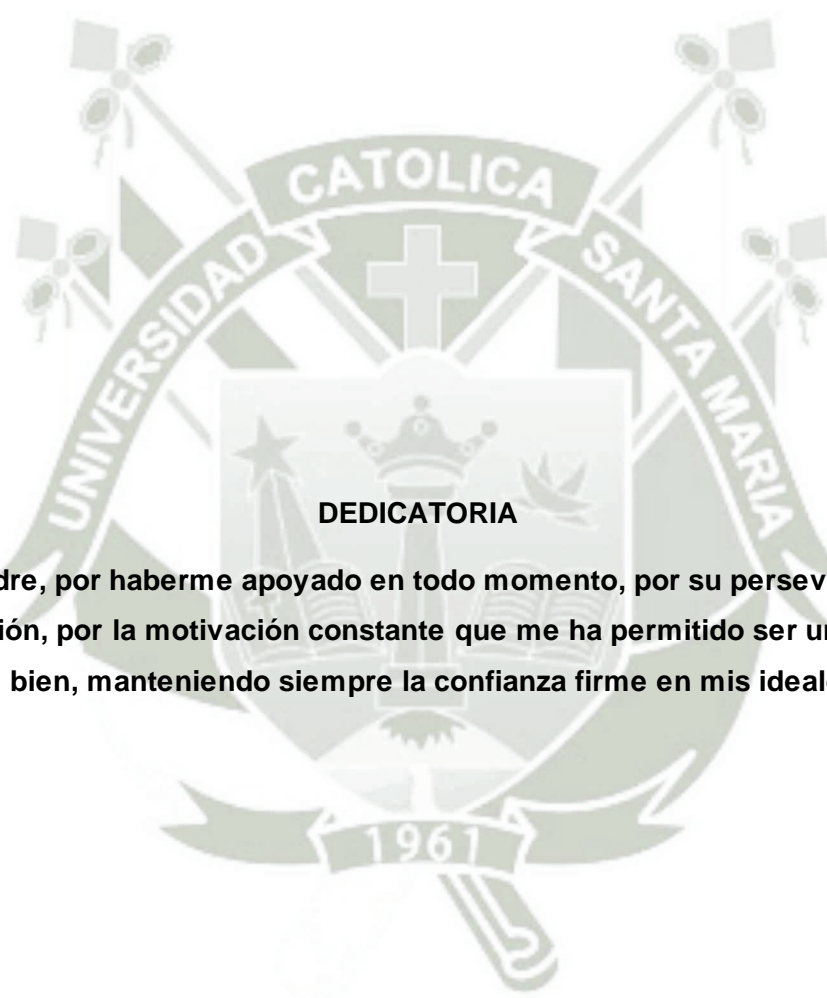 CATOLICA
UNIVERSIDAD
SANTA MARIA
DEDICATORIA
dre, por haberme apoyado en todo momento, por su persev
ión, por la motivación constante que me ha permitido ser un
bien, manteniendo siempre la confianza firme en mis ideal
1961